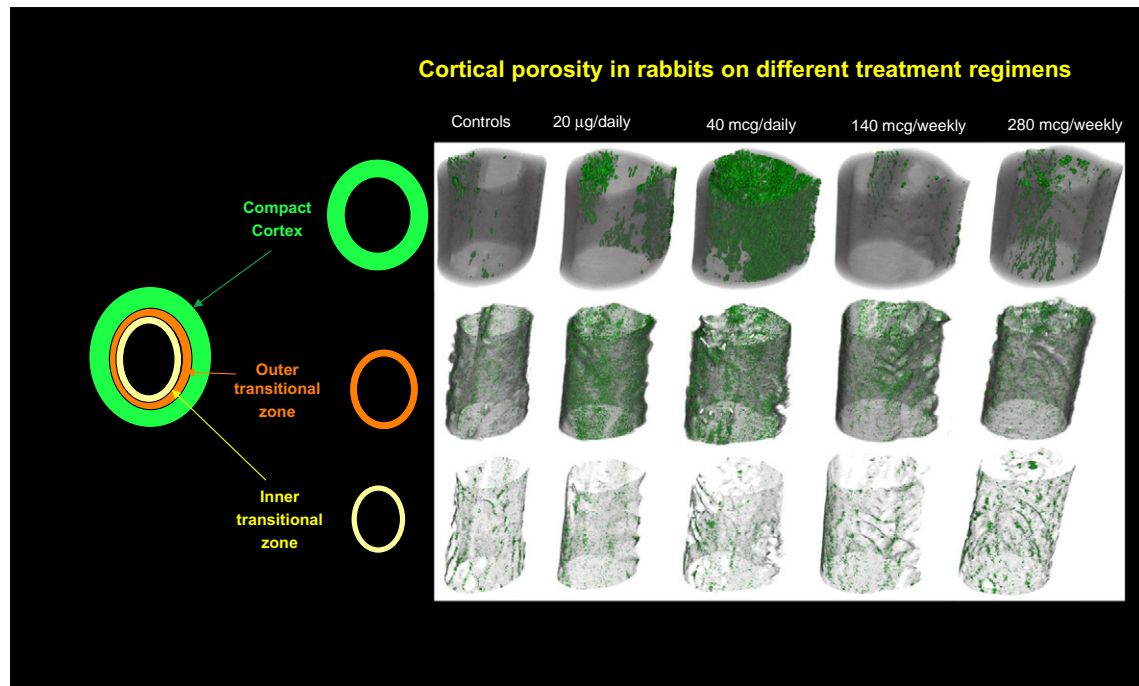 Cortical porosity in rabbits on different treatment regimens
Controls
20 μg/daily
40 mcg/daily
140 mcg/weekly
280 mcg/weekly
Compact
Cortex
Outer
transitional
zone
Inner
transitional
zone